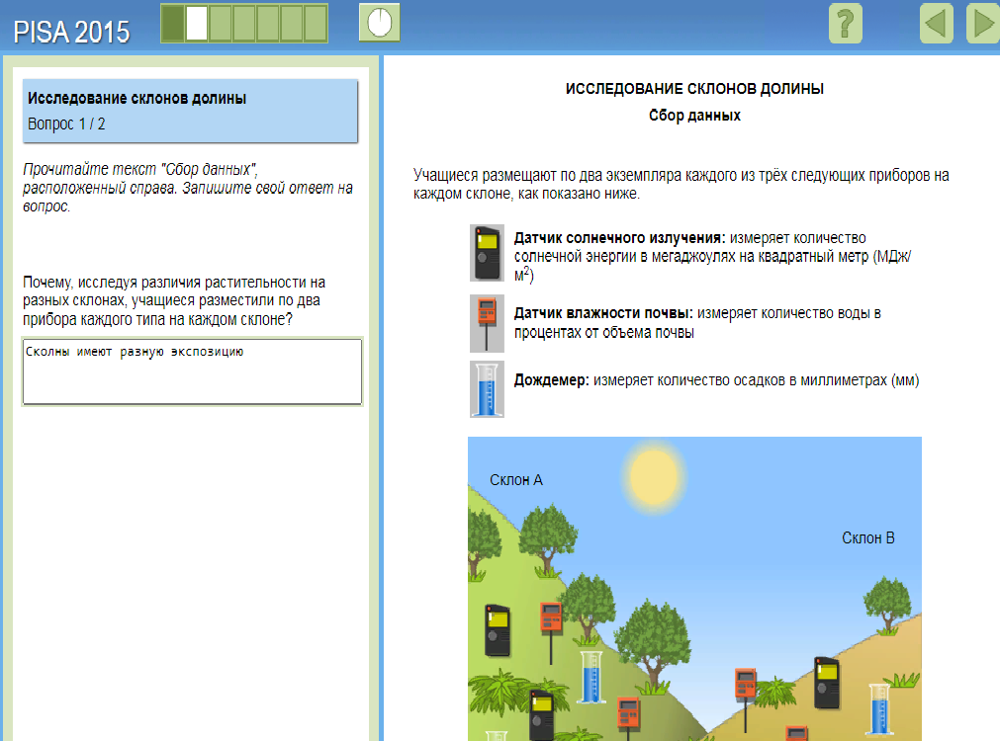 PISA 2015
?
Исследование склонов долины
Вопрос 1 / 2
Прочитайте текст "Сбор данных",
расположенный справа. Запишите свой ответ на
вопрос.
Почему, исследуя различия растительности на
разных склонах, учащиеся разместили по два
прибора каждого типа на каждом склоне?
Сколны имеют разную экспозицию
ИССЛЕДОВАНИЕ СКЛОНОВ ДОЛИНЫ
Сбор данных
Учащиеся размещают по два экземпляра каждого из трёх следующих приборов на
каждом склоне, как показано ниже.
Датчик солнечного излучения: измеряет количество
солнечной энергии в мегаджоулях на квадратный метр (МДж/
м²)
Датчик влажности почвы: измеряет количество воды в
процентах от объема почвы
Дождемер: измеряет количество осадков в миллиметрах (мм)
Склон А
Склон В